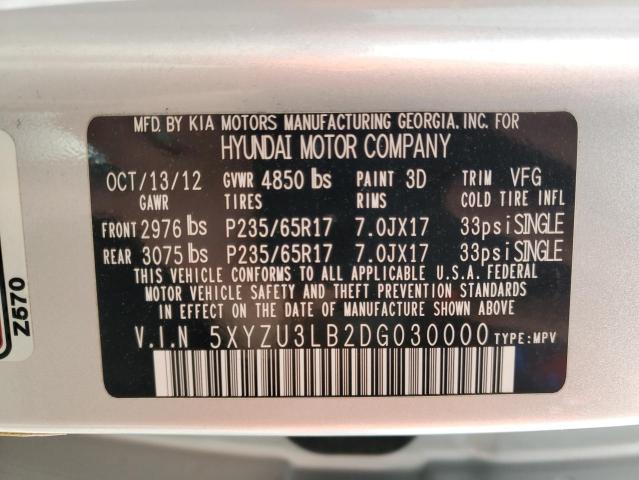 MFD. BY KIA MOTORS MANUFACTURING GEORGIA, INC. FOR
HYUNDAI MOTOR COMPANY
OCT/13/12 GVWR 4850 lbs PAINT 3D TRIM VFG
GAWR TIRES RIMS COLD TIRE INFL
FRONT 2976 lbs P235/65R17 7.0JX17 33psi SINGLE
REAR 3075 lbs P235/65R17 7.0JX17 33psi SINGLE
THIS VEHICLE CONFORMS TO ALL APPLICABLE U.S.A. FEDERAL
MOTOR VEHICLE SAFETY AND THEFT PREVENTION STANDARDS
IN EFFECT ON THE DATE OF MANUFACTURE SHOWN ABOVE.
V.I.N 5XYZU3LB2DG030000 TYPE: MPV
Z570